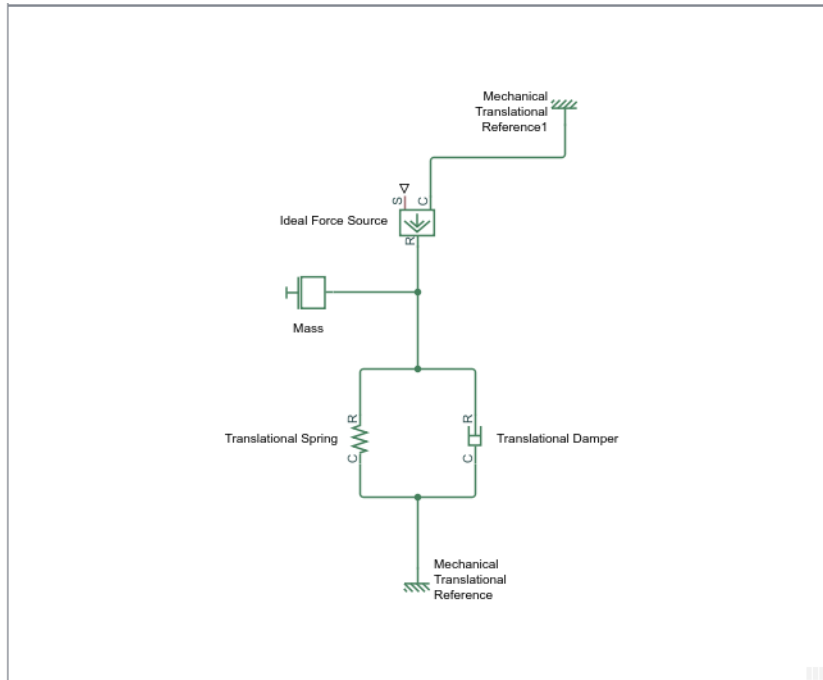 Mechanical
Translational
Reference1
S
C
Ideal Force Source
R
Mass
R
R
Translational Spring
Translational Damper
C
C
Mechanical
Translational
Reference